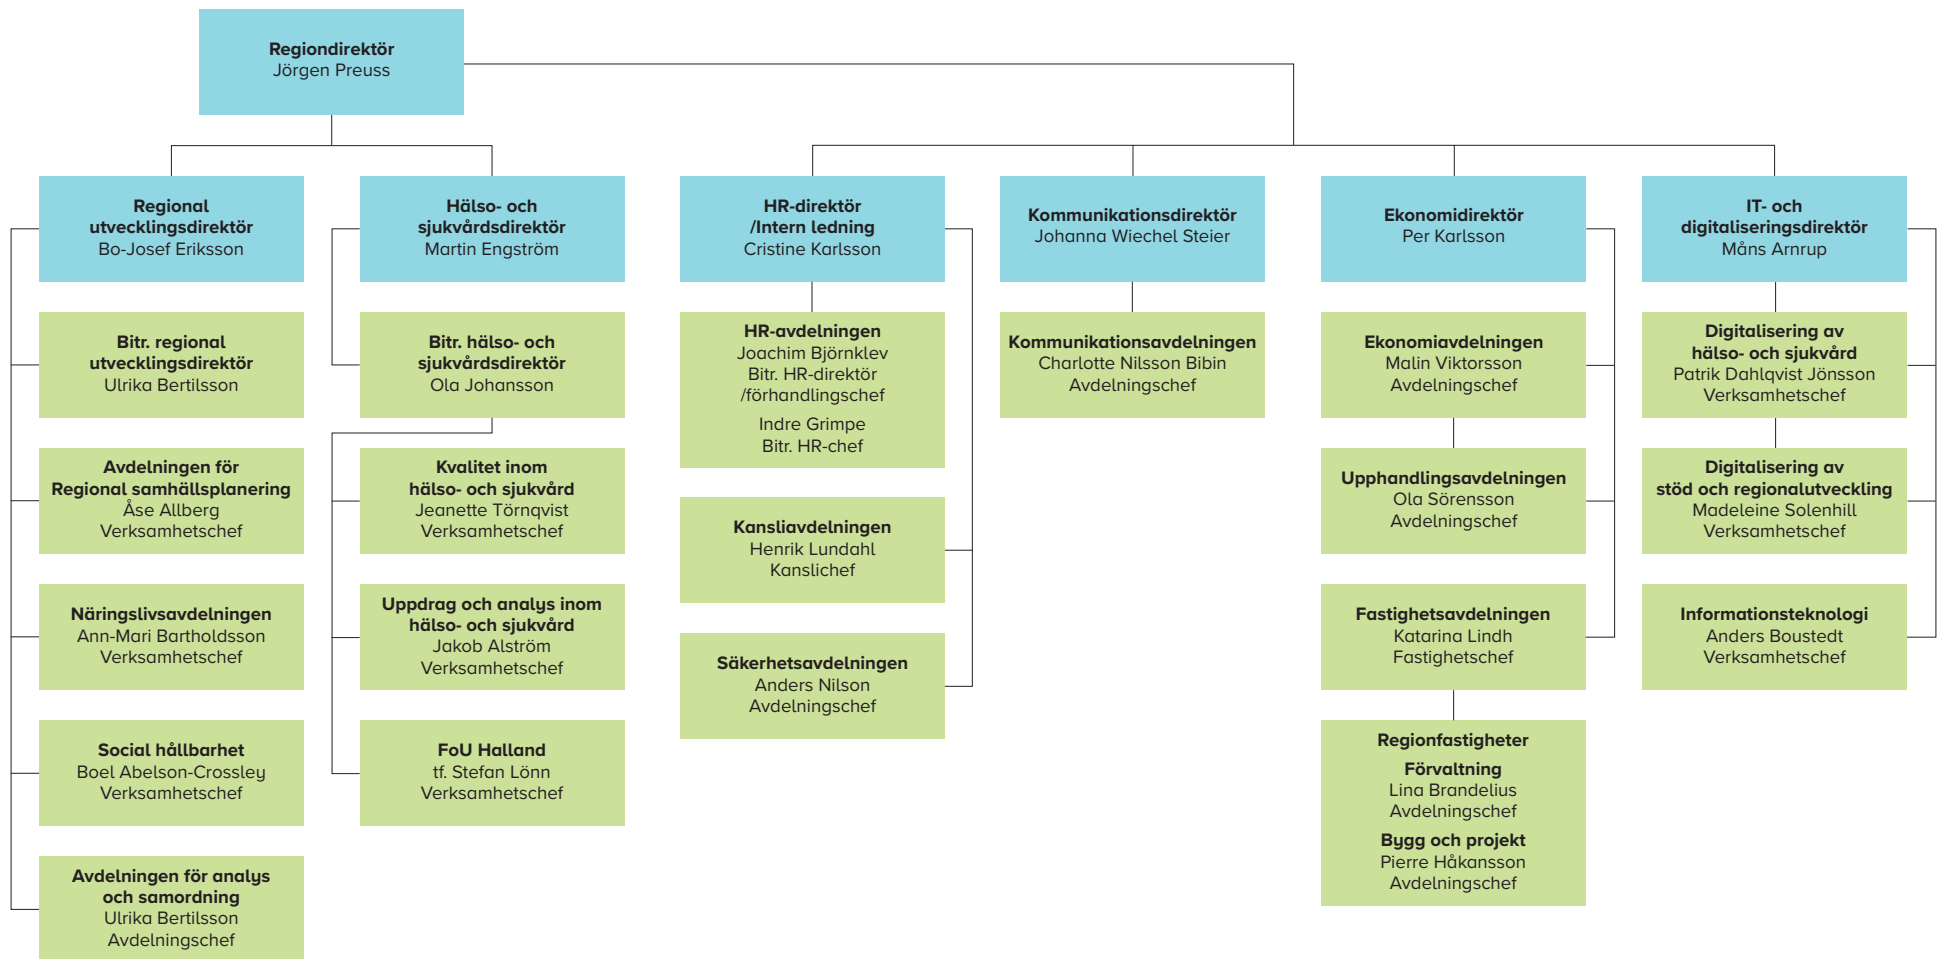 Regiondirektör
Jörgen Preuss
Regional
utvecklingsdirektör
Bo-Josef Eriksson
Bitr. regional
utvecklingsdirektör
Ulrika Bertilsson
Avdelningen för
Regional samhällsplanering
Åse Allberg
Verksamhetschef
Näringslivsavdelningen
Ann-Mari Bartholdsson
Verksamhetschef
Social hållbarhet
Boel Abelson-Crossley
Verksamhetschef
Avdelningen för analys
och samordning
Ulrika Bertilsson
Avdelningschef
Hälso- och
sjukvårdsdirektör
Martin Engström
Bitr. hälso- och
sjukvårdsdirektör
Ola Johansson
Kvalitet inom
hälso- och sjukvård
Jeanette Törnqvist
Verksamhetschef
Uppdrag och analys inom
hälso- och sjukvård
Jakob Alström
Verksamhetschef
FoU Halland
tf. Stefan Lönn
Verksamhetschef
HR-direktör
/Intern ledning
Cristine Karlsson
HR-avdelningen
Joachim Björnklev
Bitr. HR-direktör
/förhandlingschef
Indre Grimpe
Bitr. HR-chef
Kansliavdelningen
Henrik Lundahl
Kanslichef
Säkerhetsavdelningen
Anders Nilson
Avdelningschef
Kommunikationsdirektör
Johanna Wiechel Steier
Kommunikationsavdelningen
Charlotte Nilsson Bibin
Avdelningschef
Ekonomidirektör
Per Karlsson
Ekonomiavdelningen
Malin Viktorsson
Avdelningschef
Upphandlingsavdelningen
Ola Sörensson
Avdelningschef
Fastighetsavdelningen
Katarina Lindh
Fastighetschef
Regionfastigheter
Förvaltning
Lina Brandelius
Avdelningschef
Bygg och projekt
Pierre Håkansson
Avdelningschef
IT- och
digitaliseringsdirektör
Måns Arnrup
Digitalisering av
hälso- och sjukvård
Patrik Dahlqvist Jönsson
Verksamhetschef
Digitalisering av
stöd och regionalutveckling
Madeleine Solenhill
Verksamhetschef
Informationsteknologi
Anders Boustedt
Verksamhetschef